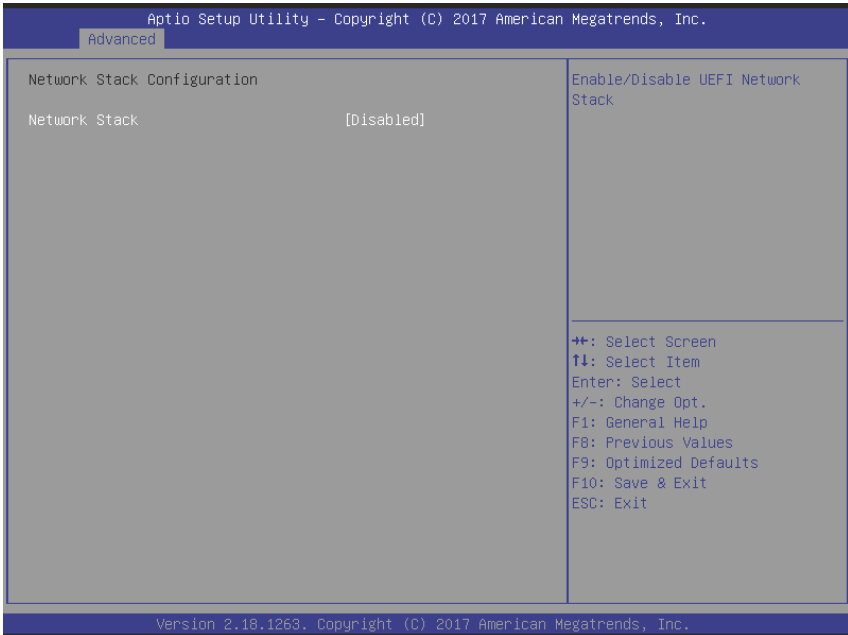 Aptio Setup Utility – Copyright (C) 2017 American Megatrends, Inc.
Advanced
Network Stack Configuration
Network Stack [Disabled]
Enable/Disable UEFI Network
Stack
→←: Select Screen
↑↓: Select Item
Enter: Select
+/-: Change Opt.
F1: General Help
F8: Previous Values
F9: Optimized Defaults
F10: Save & Exit
ESC: Exit
Version 2.18.1263. Copyright (C) 2017 American Megatrends, Inc.